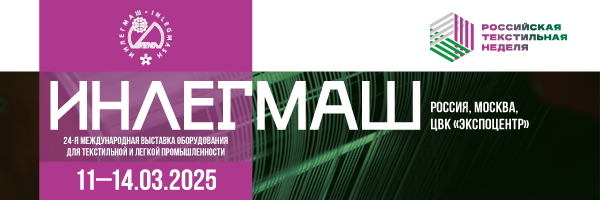 ИНЛЕГМАШ • INLEGMASH
РОССИЙСКАЯ
ТЕКСТИЛЬНАЯ
НЕДЕЛЯ
ИНЛЕГМАШ
РОССИЯ, МОСКВА,
ЦВК «ЭКСПОЦЕНТР»
24-Я МЕЖДУНАРОДНАЯ ВЫСТАВКА ОБОРУДОВАНИЯ
ДЛЯ ТЕКСТИЛЬНОЙ И ЛЕГКОЙ ПРОМЫШЛЕННОСТИ
11–14.03.2025